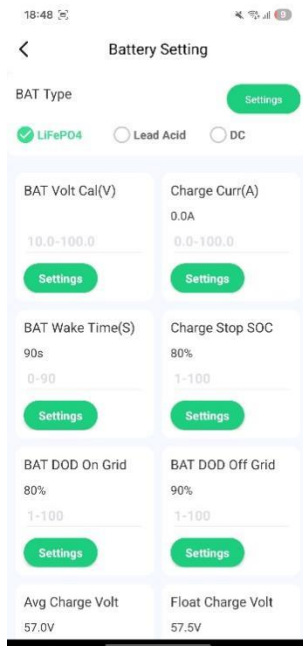 18:48
9
Battery Setting
BAT Type
Settings
LiFePO4
Lead Acid
DC
BAT Volt Cal(V)
Charge Curr(A)
0.0A
10.0-100.0
0.0-100.0
Settings
Settings
BAT Wake Time(S)
Charge Stop SOC
90s
80%
0-90
1-100
Settings
Settings
BAT DOD On Grid
BAT DOD Off Grid
80%
90%
1-100
1-100
Settings
Settings
Avg Charge Volt
Float Charge Volt
57.0V
57.5V